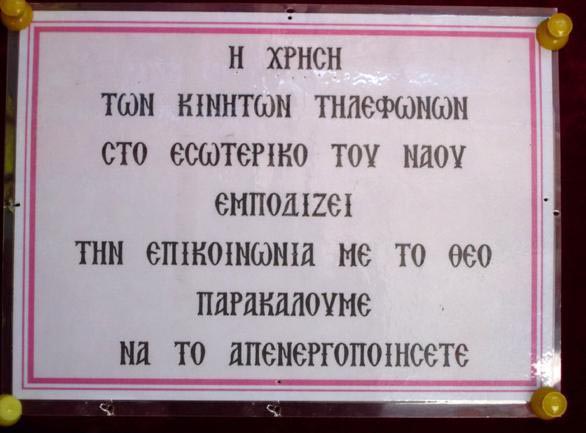 Η ΧΡΗΣΗ
ΤΩΝ ΚΙΝΗΤΩΝ ΤΗΛΕΦΩΝΩΝ
ΣΤΟ ΕΣΩΤΕΡΙΚΟ ΤΟΥ ΝΑΟΥ
ΕΜΠΟΔΙΖΕΙ
ΤΗΝ ΕΠΙΚΟΙΝΩΝΙΑ ΜΕ ΤΟ ΘΕΟ
ΠΑΡΑΚΑΛΟΥΜΕ
ΝΑ ΤΟ ΑΠΕΝΕΡΓΟΠΟΙΗΣΕΤΕ